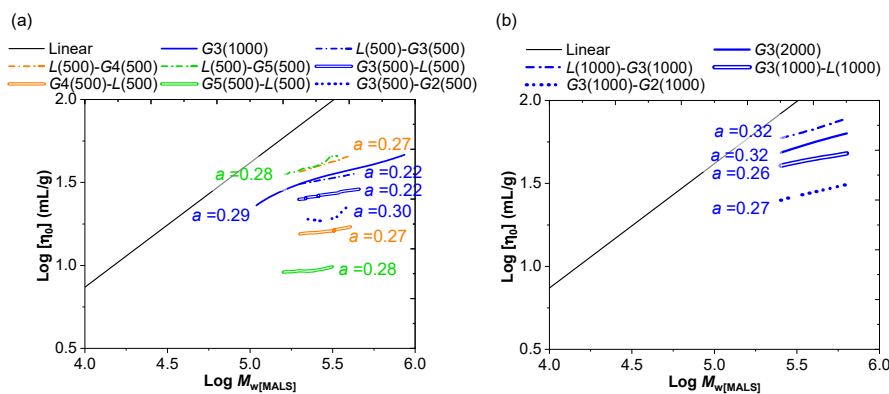 (a)
Linear
G3(1000)
L(500)-G3(500)
L(500)-G4(500)
L(500)-G5(500)
G3(500)-L(500)
G4(500)-L(500)
G5(500)-L(500)
G3(500)-G2(500)
2.0
1.5
1.0
0.5
Log [η₀] (mL/g)
a =0.27
a =0.28
a =0.22
a =0.22
a =0.29
a =0.30
a =0.27
a =0.28
4.0 4.5 5.0 5.5 6.0
Log Mw[MALS]
(b)
Linear
G3(2000)
L(1000)-G3(1000)
G3(1000)-L(1000)
G3(1000)-G2(1000)
2.0
1.5
1.0
0.5
Log [η₀] (mL/g)
a =0.32
a =0.32
a =0.26
a =0.27
4.0 4.5 5.0 5.5 6.0
Log Mw[MALS]